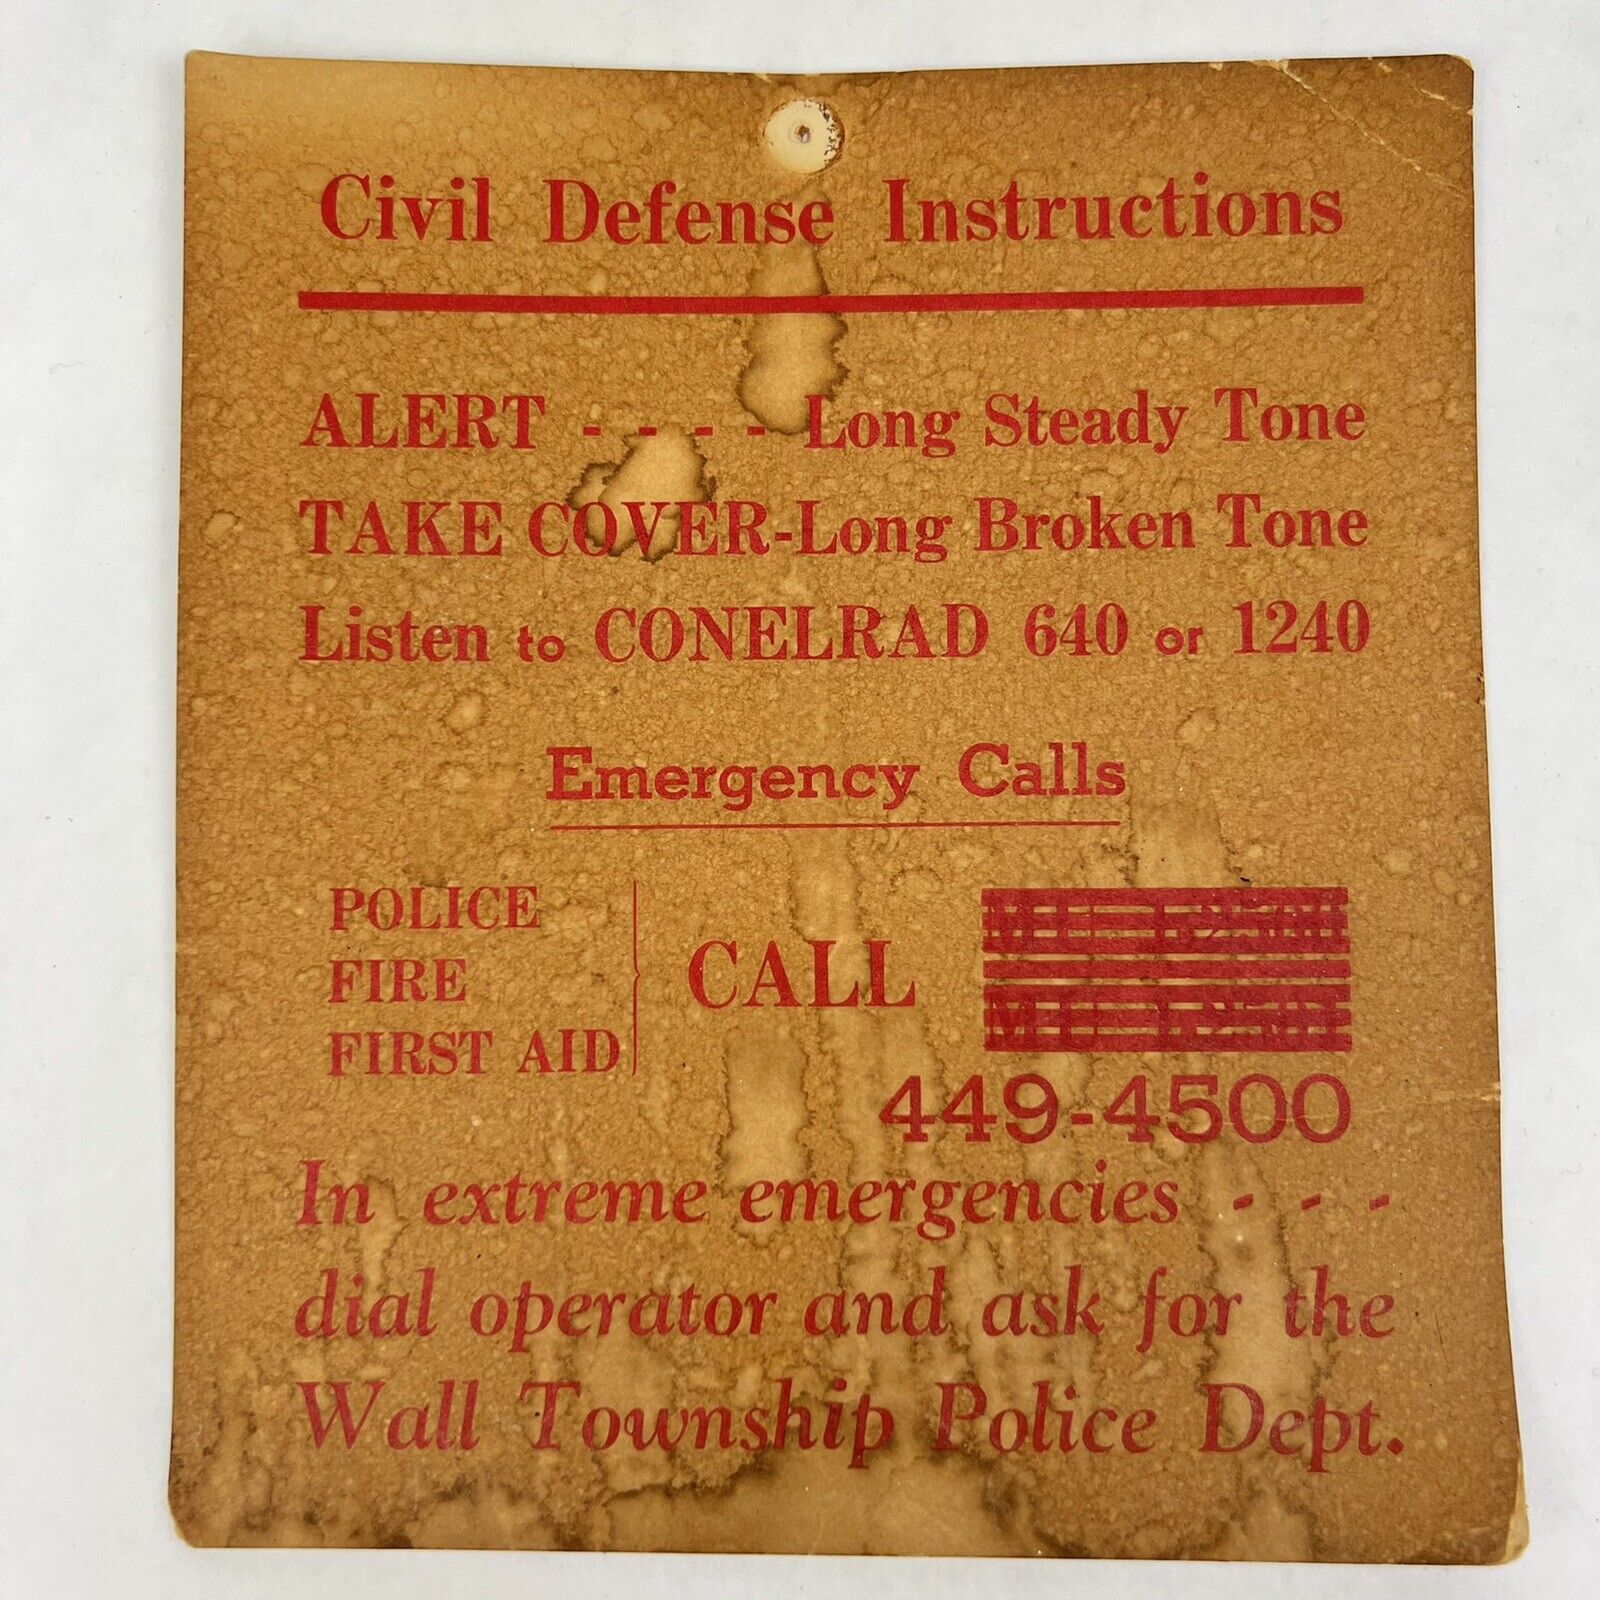 Civil Defense Instructions
ALERT - - - - Long Steady Tone
TAKE COVER-Long Broken Tone
Listen to CONELRAD 640 or 1240
Emergency Calls
POLICE
FIRE
FIRST AID
CALL
449-4500
In extreme emergencies - - -
dial operator and ask for the
Wall Township Police Dept.